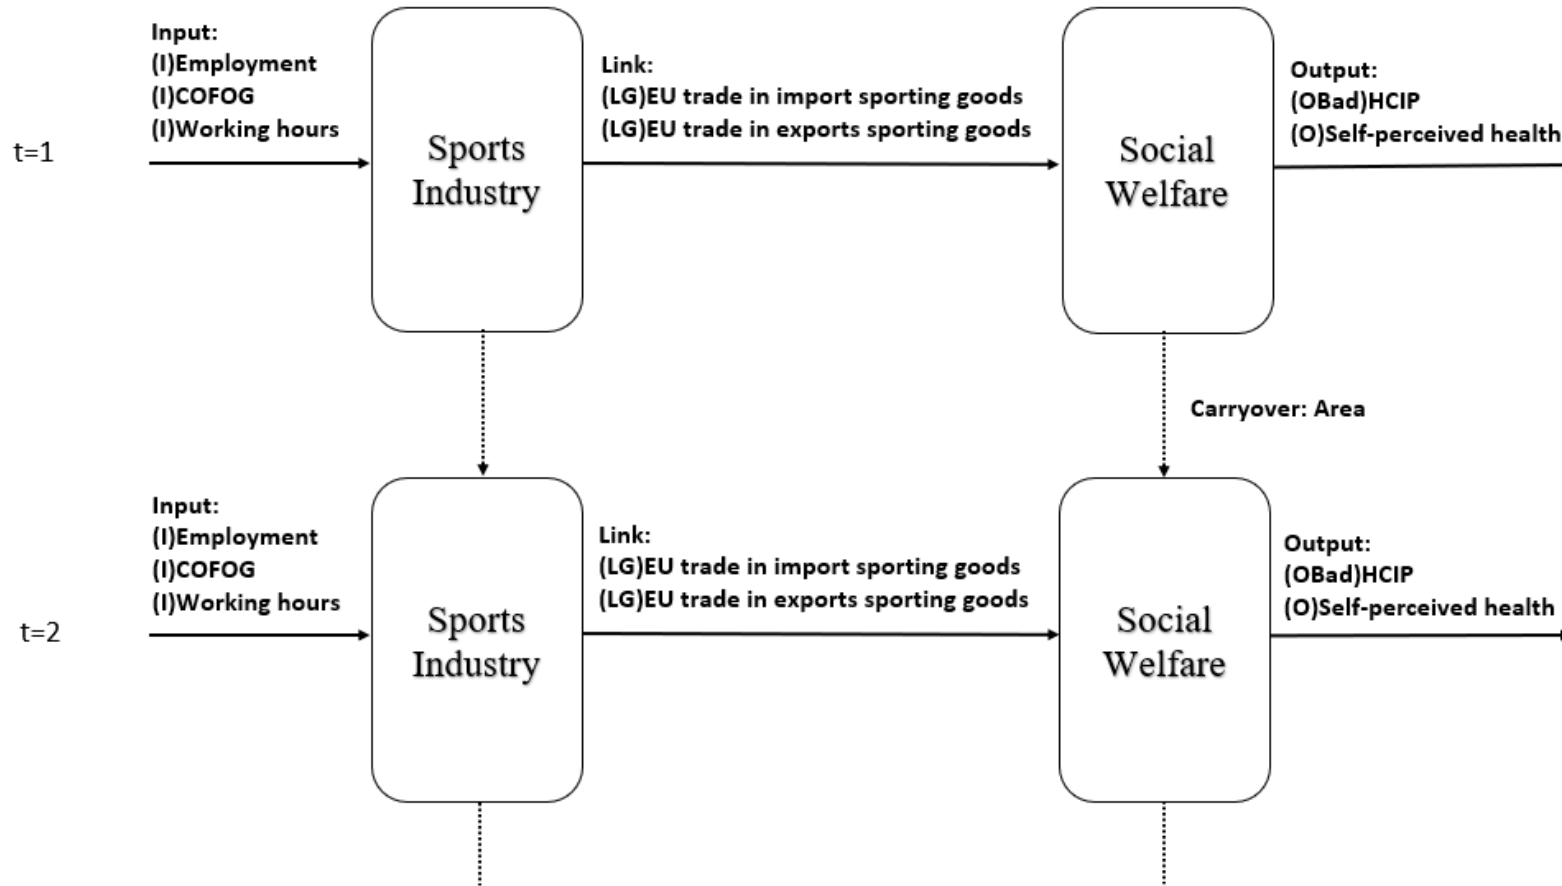 Input:
(I)Employment
(I)COFOG
(I)Working hours
t=1
Sports
Industry
Link:
(LG)EU trade in import sporting goods
(LG)EU trade in exports sporting goods
Social
Welfare
Output:
(OBad)HCIP
(O)Self-perceived health
Carryover: Area
Input:
(I)Employment
(I)COFOG
(I)Working hours
t=2
Sports
Industry
Link:
(LG)EU trade in import sporting goods
(LG)EU trade in exports sporting goods
Social
Welfare
Output:
(OBad)HCIP
(O)Self-perceived health